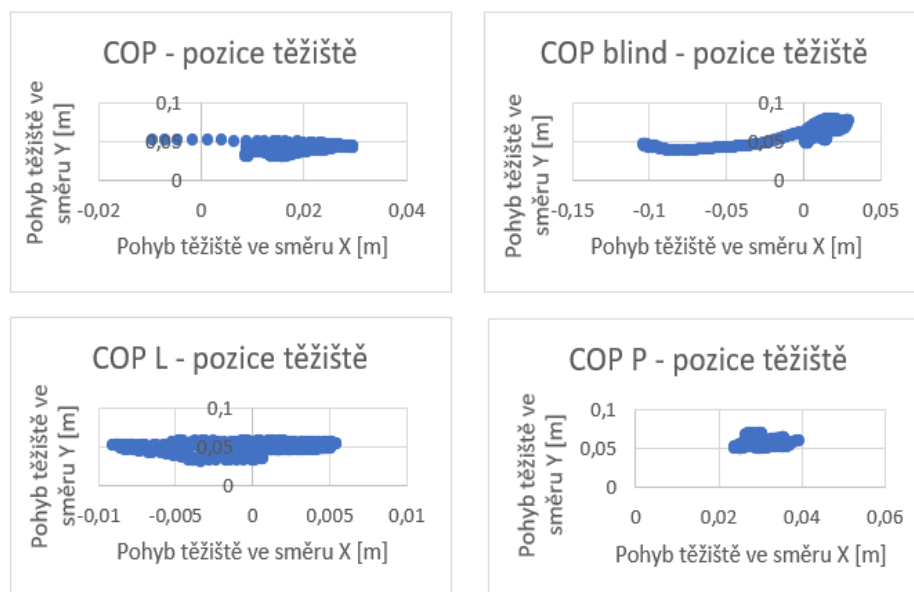 COP - pozice těžiště
Pohyb těžiště ve
směru Y [m]
0,1
0,05
0
-0,02
0
0,02
0,04
Pohyb těžiště ve směru X [m]
COP blind - pozice těžiště
Pohyb těžiště ve
směru Y [m]
0,1
0,05
0
-0,15
-0,1
-0,05
0
0,05
Pohyb těžiště ve směru X [m]
COP L - pozice těžiště
Pohyb těžiště ve
směru Y [m]
0,1
0,05
0
-0,01
-0,005
0
0,005
0,01
Pohyb těžiště ve směru X [m]
COP P - pozice těžiště
Pohyb těžiště ve
směru Y [m]
0,1
0,05
0
0
0,02
0,04
0,06
Pohyb těžiště ve směru X [m]